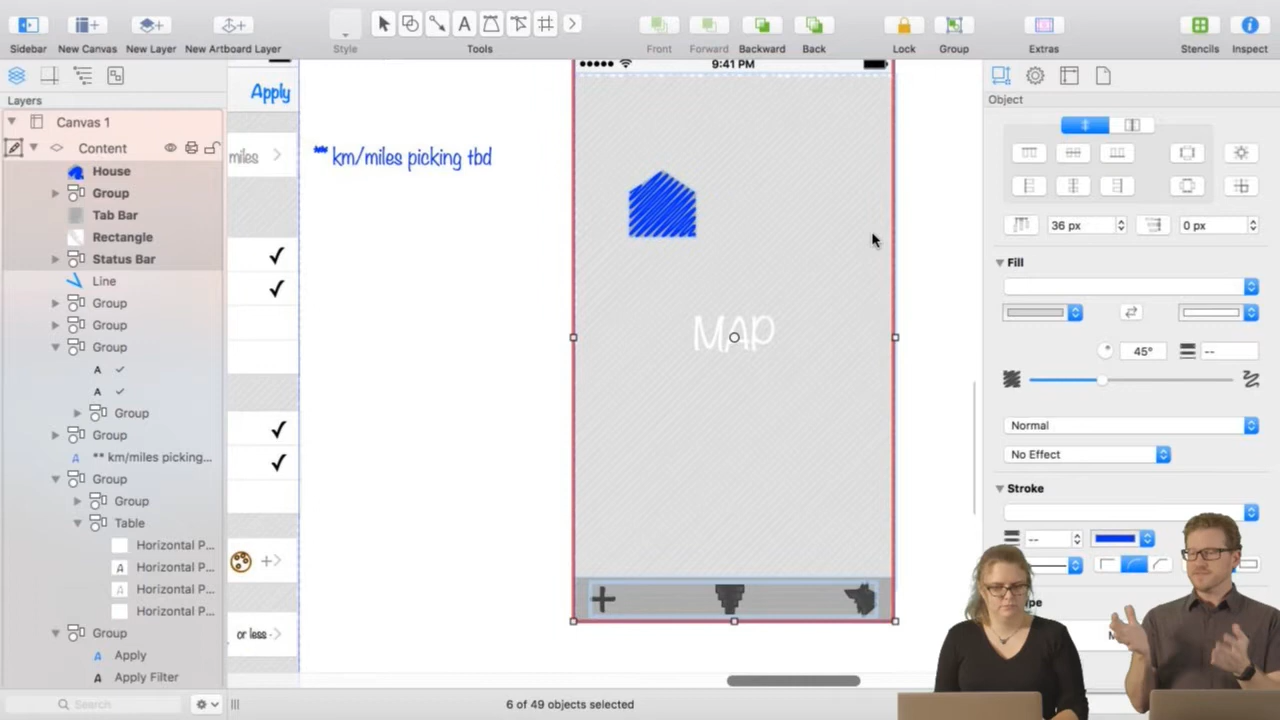 Sidebar New Canvas New Layer New Artboard Layer Style Tools Front Forward Backward Back Lock Group Extras Stencils Inspect
Layers
Canvas 1
Content
House
Group
Tab Bar
Rectangle
Status Bar
Line
Group
Group
Group
A ✓
A ✓
Group
Group
A ** km/miles picking...
Group
Group
Table
Horizontal P...
A Horizontal P...
A Horizontal P...
Horizontal P...
Group
A Apply
A Apply Filter
Search
Apply
miles
✓
✓
✓
✓
+
or less
** km/miles picking tbd
9:41 PM
MAP
6 of 49 objects selected
Object
36 px 0 px
Fill
45° --
Normal
No Effect
Stroke
--